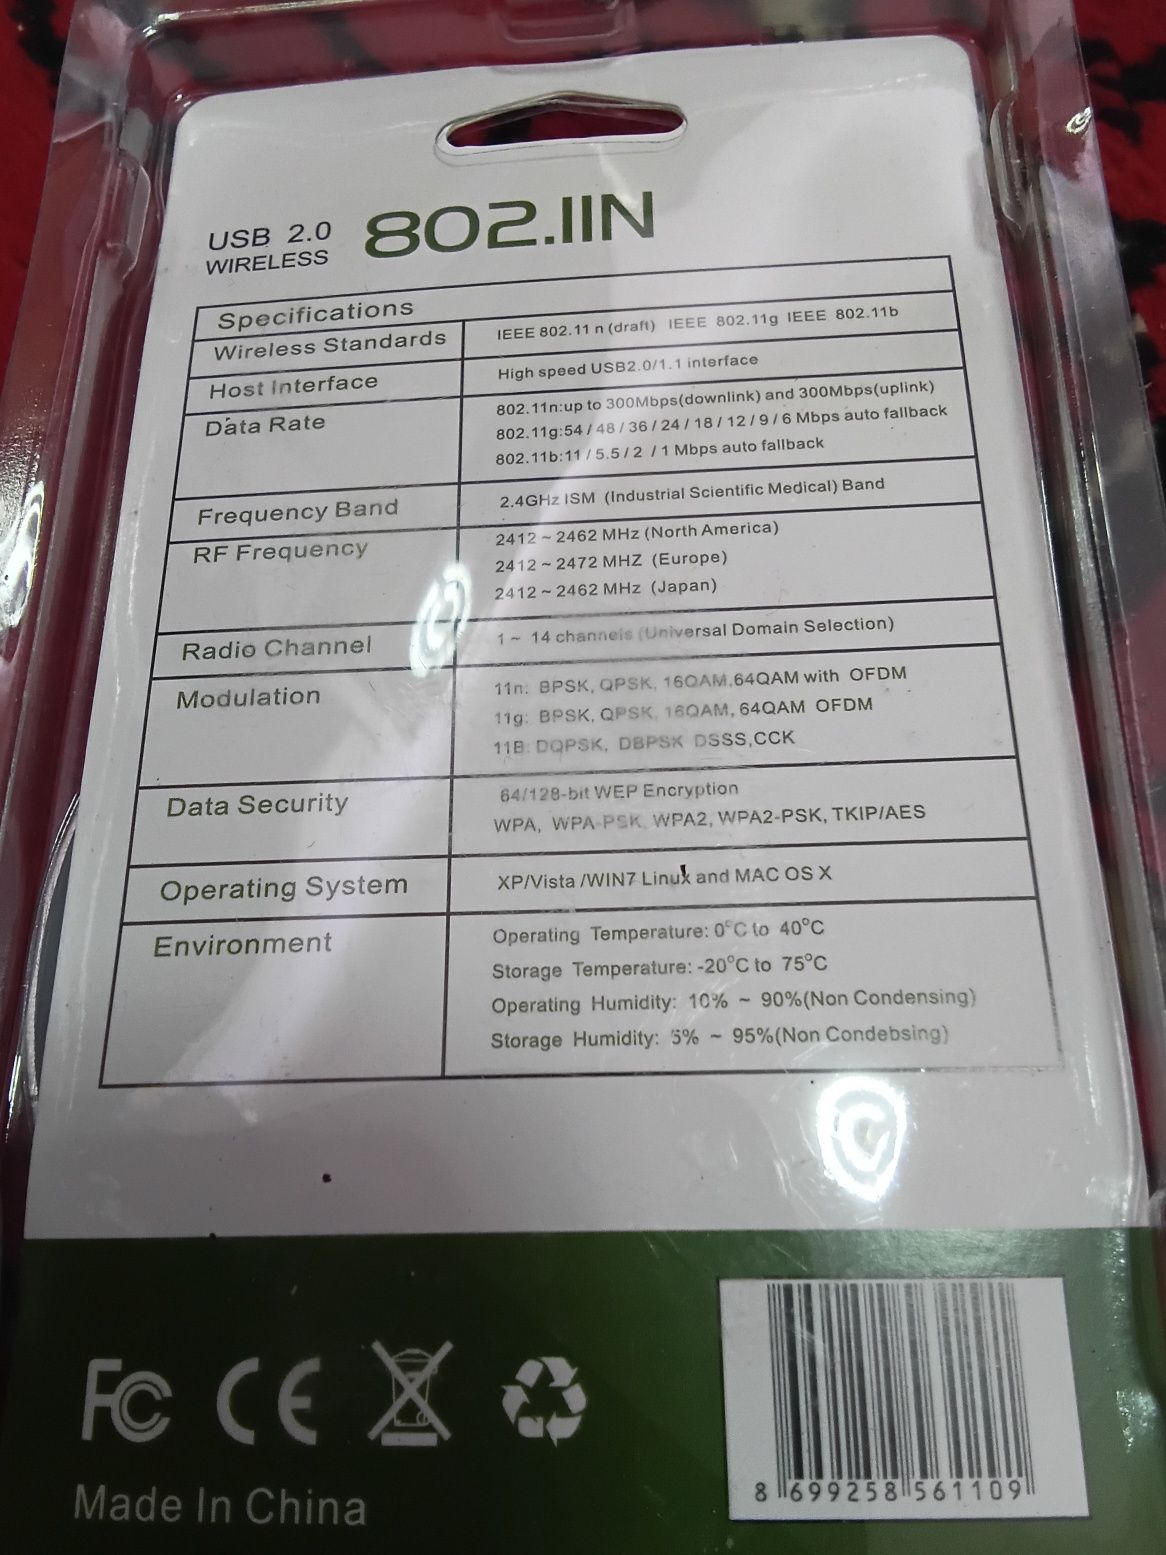 USB 2.0 802.11N
WIRELESS
Specifications
Wireless Standards IEEE 802.11 n (draft) IEEE 802.11g IEEE 802.11b
Host Interface High speed USB2.0/1.1 interface
Data Rate 802.11n:up to 300Mbps(downlink) and 300Mbps(uplink)
802.11g:54 / 48 / 36 / 24 / 18 / 12 / 9 / 6 Mbps auto fallback
802.11b:11 / 5.5 / 2 / 1 Mbps auto fallback
Frequency Band 2.4GHz ISM (Industrial Scientific Medical) Band
RF Frequency 2412 ~ 2462 MHz (North America)
2412 ~ 2472 MHZ (Europe)
2412 ~ 2462 MHz (Japan)
Radio Channel 1 ~ 14 channels (Universal Domain Selection)
Modulation 11n: BPSK, QPSK, 16QAM,64QAM with OFDM
11g: BPSK, QPSK, 16QAM, 64QAM OFDM
11B: DQPSK, DBPSK DSSS,CCK
Data Security 64/128-bit WEP Encryption
WPA, WPA-PSK, WPA2, WPA2-PSK, TKIP/AES
Operating System XP/Vista /WIN7 Linux and MAC OS X
Environment Operating Temperature: 0°C to 40°C
Storage Temperature: -20°C to 75°C
Operating Humidity: 10% ~ 90%(Non Condensing)
Storage Humidity: 5% ~ 95%(Non Condebsing)
FC CE
Made In China
8 699258 561109